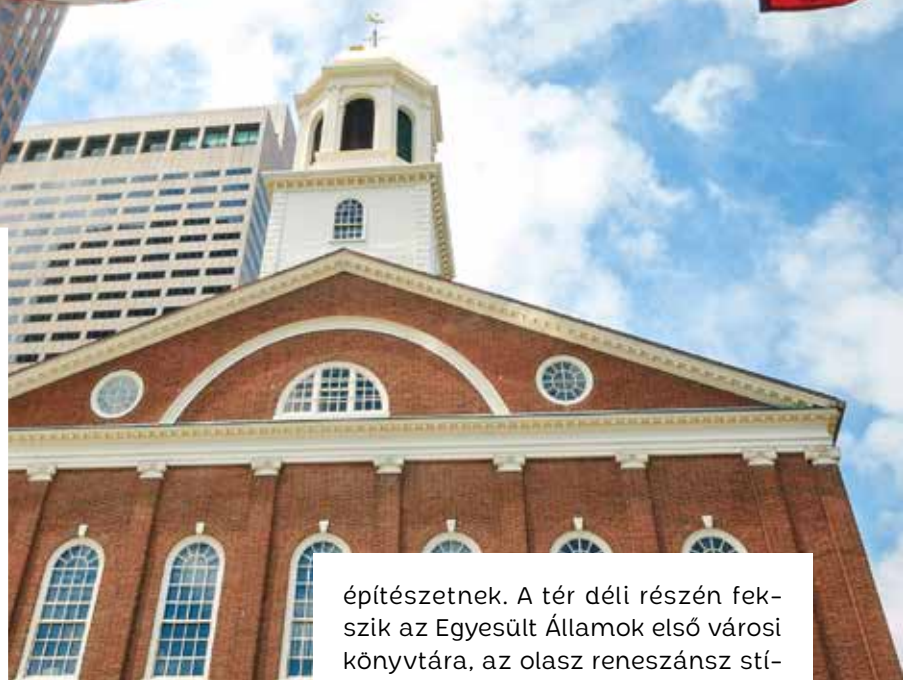 építészetnek. A tér déli részén fek-
szik az Egyesült Államok első városi
könyvtára, az olasz reneszánsz stí-